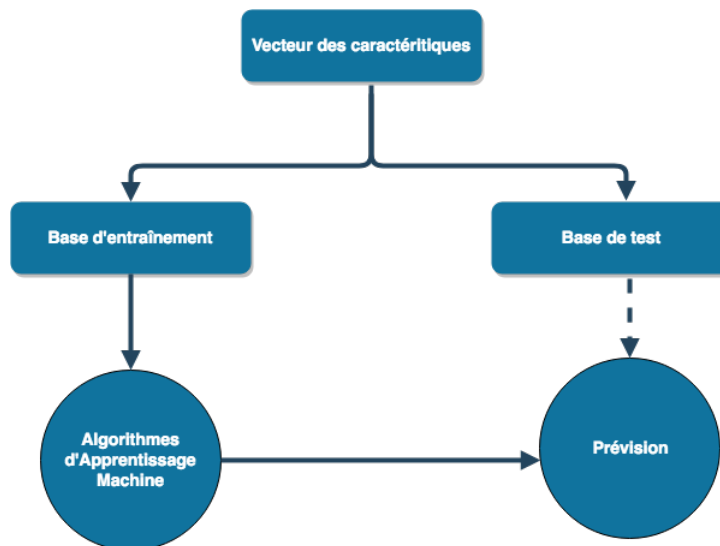 Vecteur des caractéritiques
Base d'entraînement
Base de test
Algorithmes
d'Apprentissage
Machine
Prévision